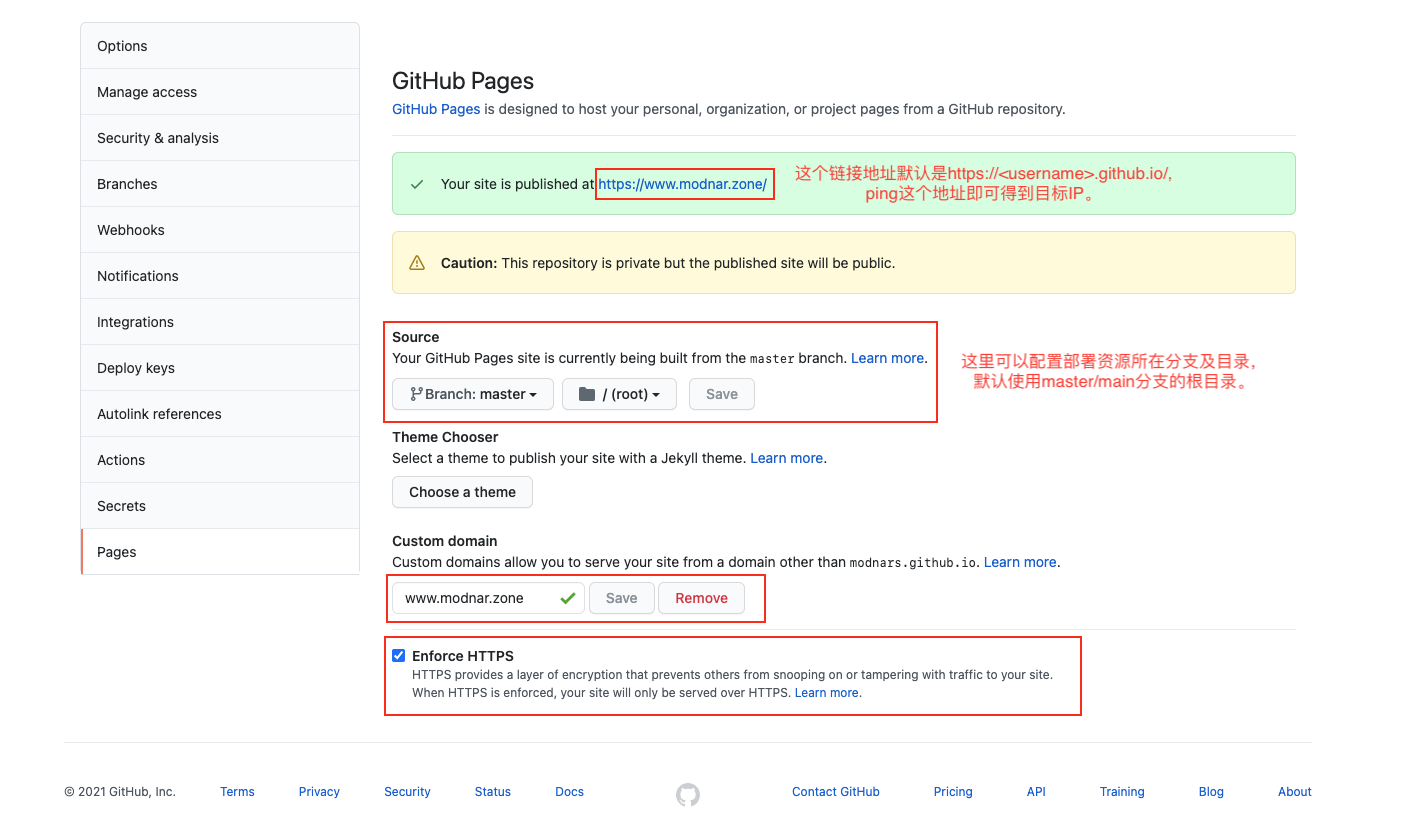 Options
Manage access
Security & analysis
Branches
Webhooks
Notifications
Integrations
Deploy keys
Autolink references
Actions
Secrets
Pages
GitHub Pages
GitHub Pages is designed to host your personal, organization, or project pages from a GitHub repository.
Your site is published at https://www.modnar.zone/
这个链接地址默认是https://<username>.github.io/,
ping这个地址即可得到目标IP。
Caution: This repository is private but the published site will be public.
Source
Your GitHub Pages site is currently being built from the master branch. Learn more.
Branch: master / (root) Save
这里可以配置部署资源所在分支及目录，
默认使用master/main分支的根目录。
Theme Chooser
Select a theme to publish your site with a Jekyll theme. Learn more.
Choose a theme
Custom domain
Custom domains allow you to serve your site from a domain other than modnars.github.io. Learn more.
www.modnar.zone Save Remove
Enforce HTTPS
HTTPS provides a layer of encryption that prevents others from snooping on or tampering with traffic to your site.
When HTTPS is enforced, your site will only be served over HTTPS. Learn more.
© 2021 GitHub, Inc. Terms Privacy Security Status Docs Contact GitHub Pricing API Training Blog About